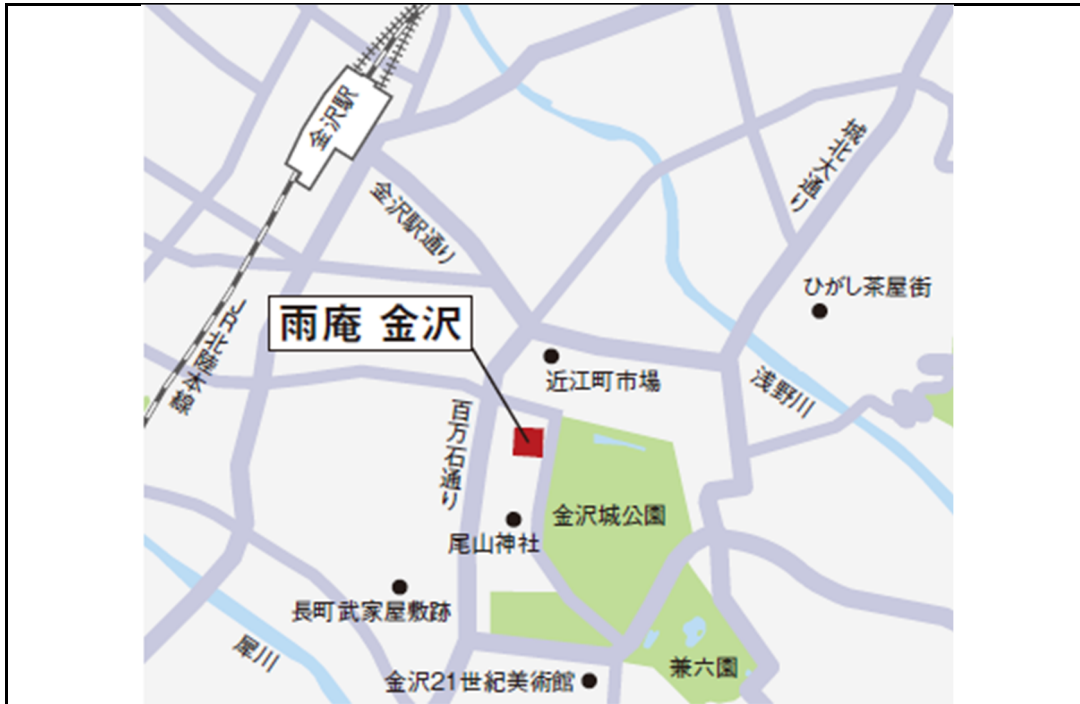 金沢駅
城北大通り
金沢駅通り
ひがし茶屋街
JR北陸本線
雨庵 金沢
近江町市場
浅野川
百万石通り
金沢城公園
尾山神社
長町武家屋敷跡
犀川
兼六園
金沢21世紀美術館